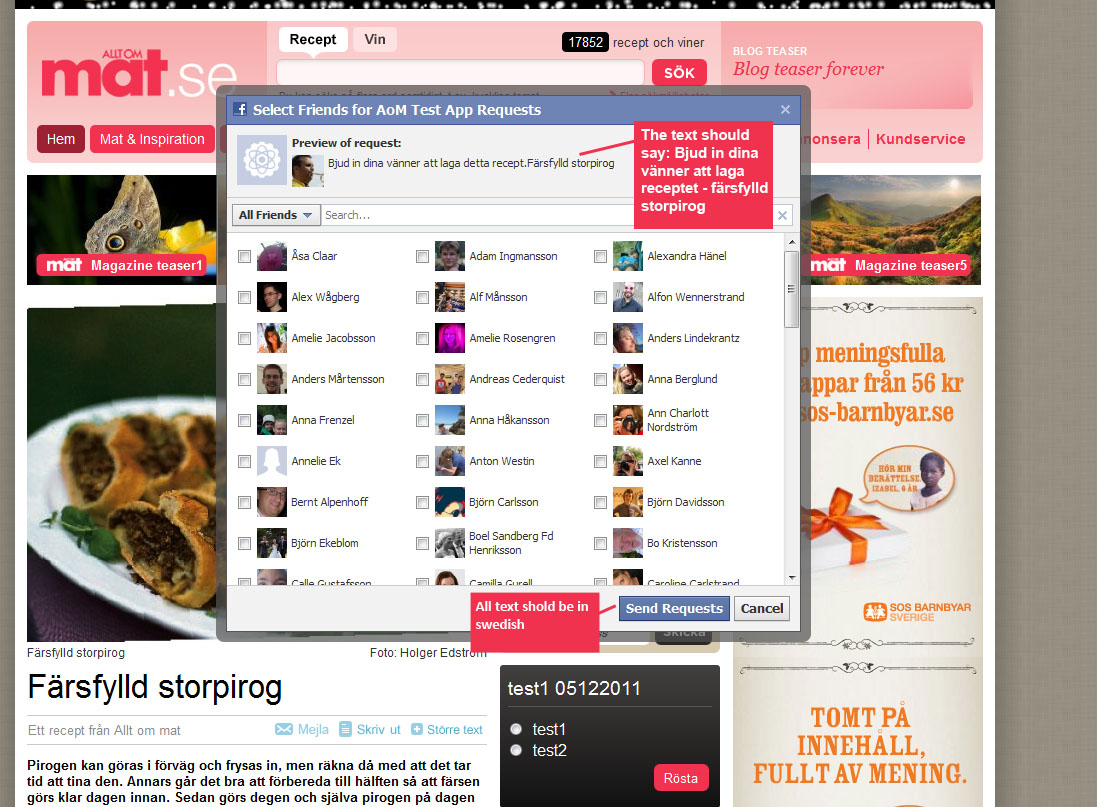 Recept
Vin
17852 recept och viner
SÖK
ALLT OM
mat.se
BLOG TEASER
Blog teaser forever
Hem
Mat & Inspiration
Kundservice
Select Friends for AoM Test App Requests
Preview of request:
Bjud in dina vänner att laga detta recept.Färsfylld storpirog
The text should
say: Bjud in dina
vänner att laga
receptet - färsfylld
storpirog
All Friends
Search...
mat Magazine teaser1
mat Magazine teaser5
Åsa Claar
Adam Ingmansson
Alexandra Hänel
Alex Wågberg
Alf Månsson
Alfon Wennerstrand
Amelie Jacobsson
Amelie Rosengren
Anders Lindekrantz
Anders Mårtensson
Andreas Cederquist
Anna Berglund
Anna Frenzel
Anna Håkansson
Ann Charlott
Nordström
Annelie Ek
Anton Westin
Axel Kanne
Bernt Alpenhoff
Björn Carlsson
Björn Davidsson
Björn Ekeblom
Boel Sandberg Fd
Henriksson
Bo Kristensson
Calle Gustafsson
Camilla Gurell
Caroline Carlstrand
All text shold be in
swedish
Send Requests
Cancel
Skicka
p meningsfulla
appar från 56 kr
sos-barnbyar.se
HÖR MIN
BERÄTTELSE.
IZABEL, 6 ÅR.
SOS BARNBYAR
SVERIGE
TOMT PÅ
INNEHÅLL,
FULLT AV MENING.
Färsfylld storpirog
Foto: Holger Edström
Färsfylld storpirog
Ett recept från Allt om mat
Mejla
Skriv ut
Större text
Pirogen kan göras i förväg och frysas in, men räkna då med att det tar
tid att tina den. Annars går det bra att förbereda till hälften så att färsen
görs klar dagen innan. Sedan görs degen och själva pirogen på dagen
test1 05122011
test1
test2
Rösta